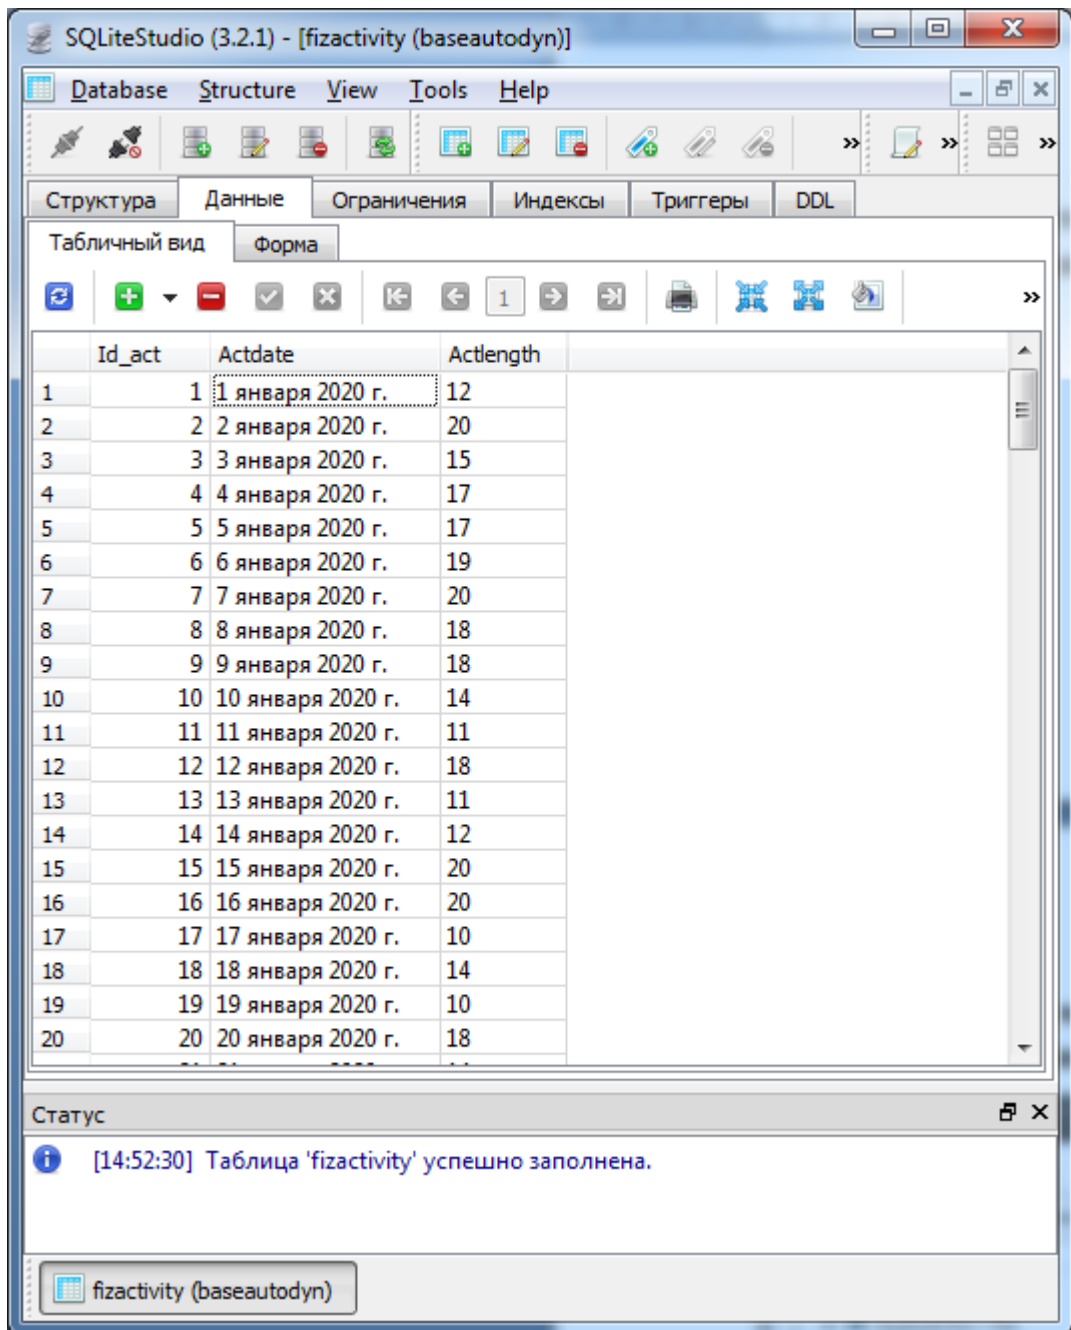 SQLiteStudio (3.2.1) - [fizactivity (baseautodyn)]
Database Structure View Tools Help
Структура Данные Ограничения Индексы Триггеры DDL
Табличный вид Форма
1
Id_act Actdate Actlength
1 1 1 января 2020 г. 12
2 2 2 января 2020 г. 20
3 3 3 января 2020 г. 15
4 4 4 января 2020 г. 17
5 5 5 января 2020 г. 17
6 6 6 января 2020 г. 19
7 7 7 января 2020 г. 20
8 8 8 января 2020 г. 18
9 9 9 января 2020 г. 18
10 10 10 января 2020 г. 14
11 11 11 января 2020 г. 11
12 12 12 января 2020 г. 18
13 13 13 января 2020 г. 11
14 14 14 января 2020 г. 12
15 15 15 января 2020 г. 20
16 16 16 января 2020 г. 20
17 17 17 января 2020 г. 10
18 18 18 января 2020 г. 14
19 19 19 января 2020 г. 10
20 20 20 января 2020 г. 18
Статус
[14:52:30] Таблица 'fizactivity' успешно заполнена.
fizactivity (baseautodyn)